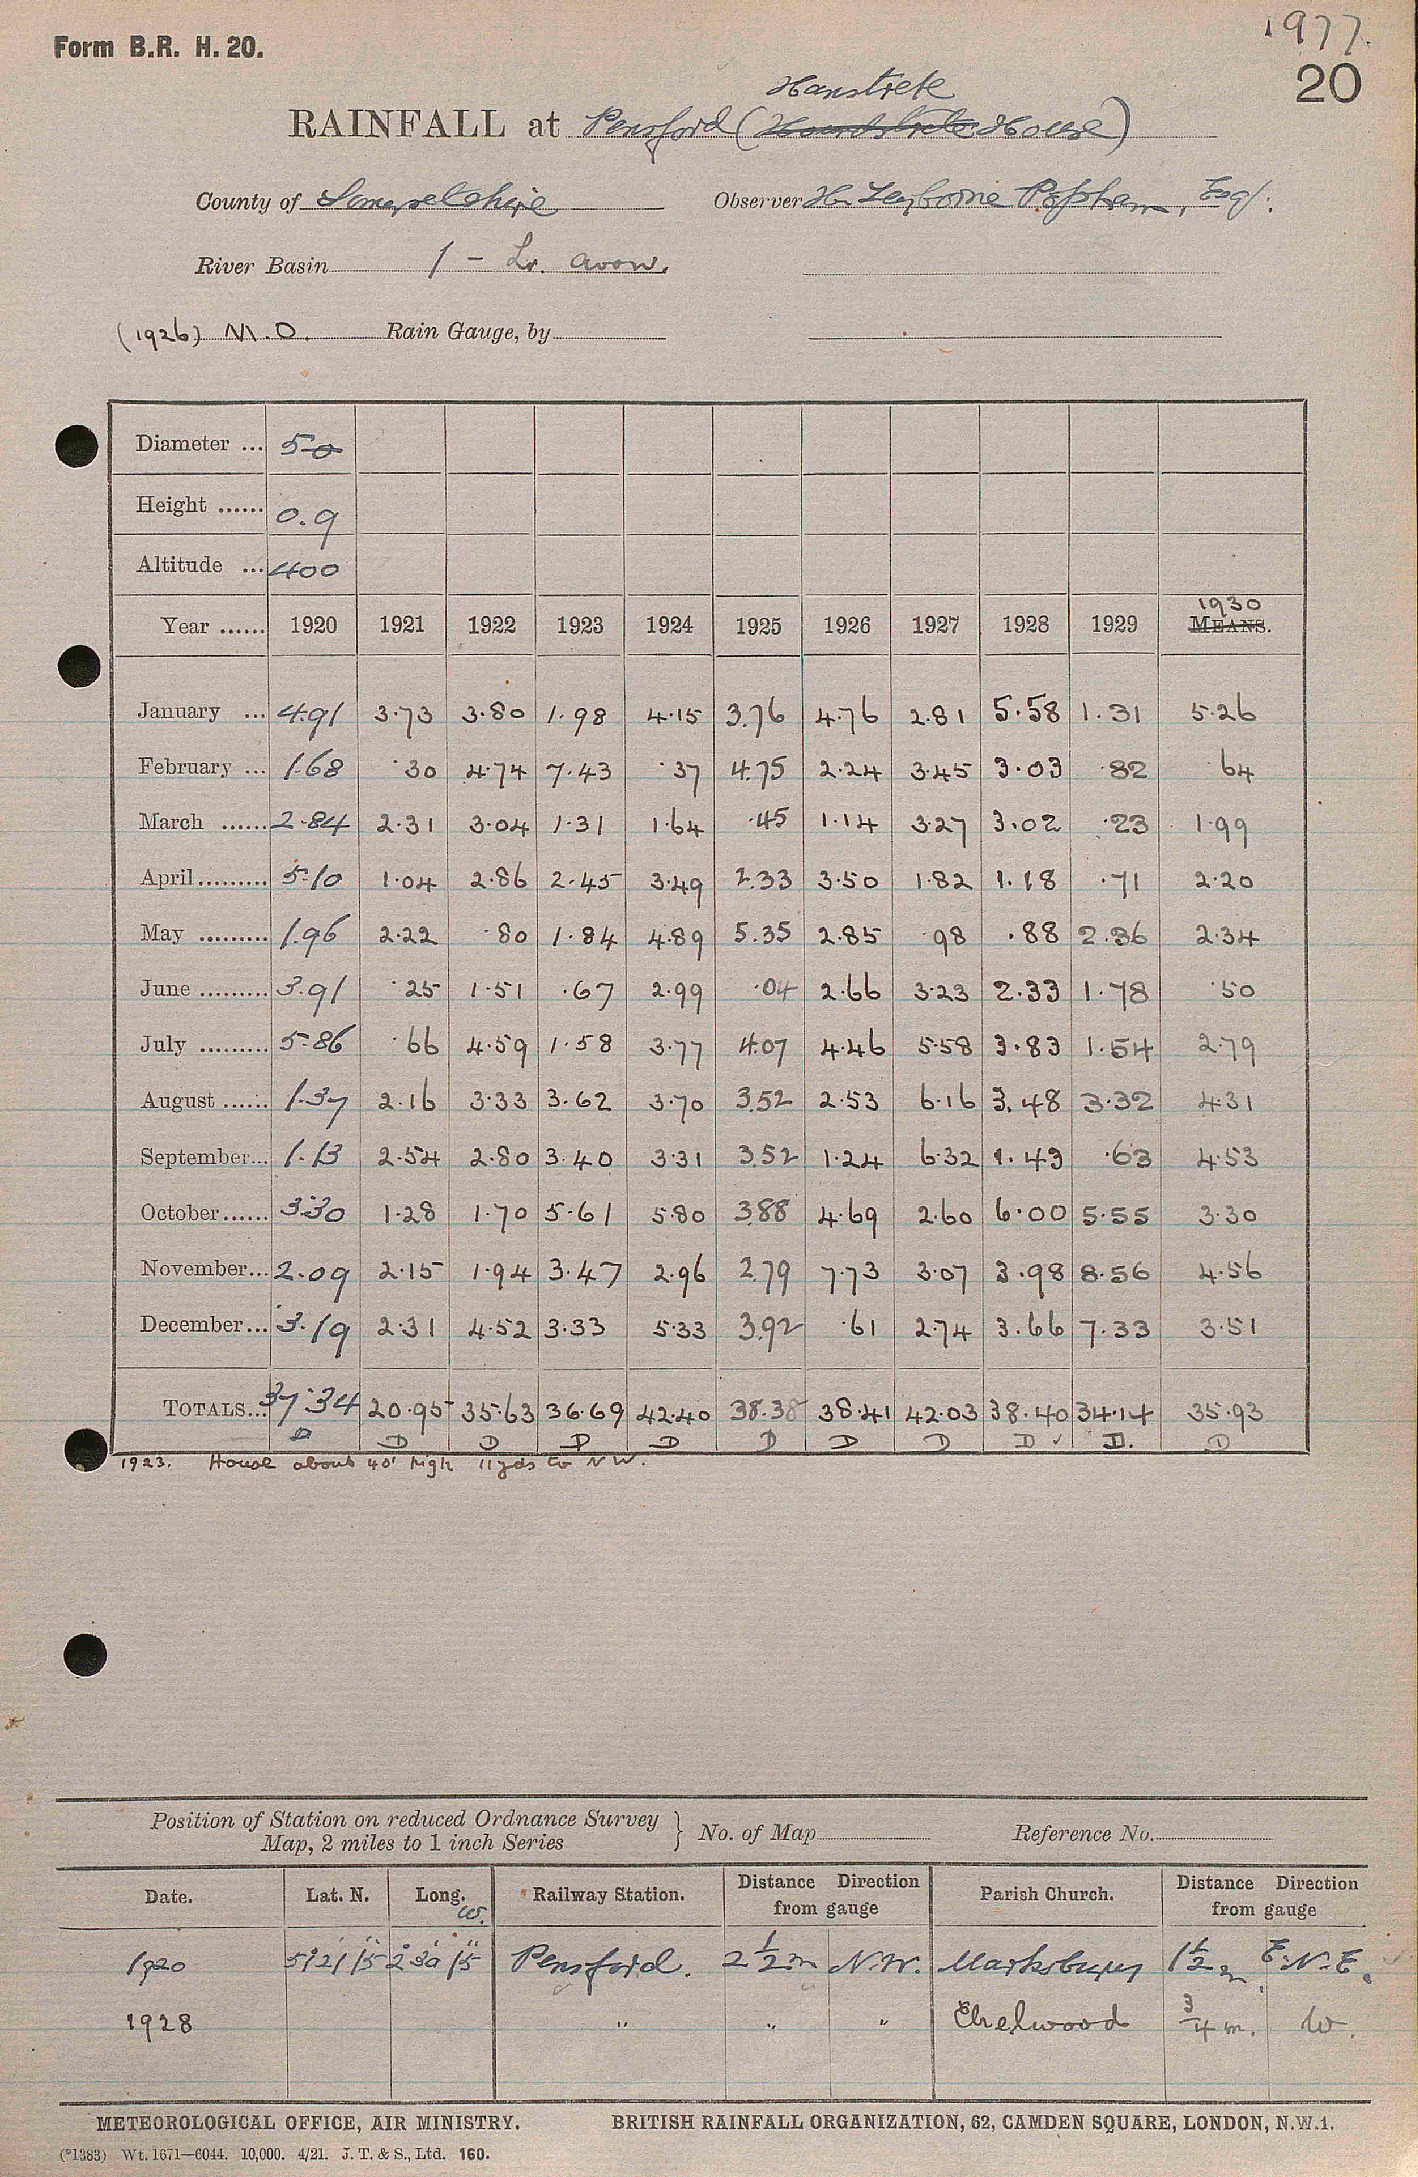 1977.
Form B.R. H. 20.
20
Hunstrete
RAINFALL at Pensford (Houndstrete House)
County of Somersetshire Observer H. Leyborne Popham, Esq.
River Basin 1 - Lr. Avon.
(1926) M.O. Rain Gauge, by
Diameter ... 5.0
Height ...... 0.9
Altitude ... 400
1930
Year ...... 1920 1921 1922 1923 1924 1925 1926 1927 1928 1929 MEANS.
January ... 4.91 3.73 3.80 1.98 4.15 3.76 4.76 2.81 5.58 1.31 5.26
February ... 1.68 .30 4.74 7.43 .37 4.75 2.24 3.45 3.03 .82 .64
March ...... 2.84 2.31 3.04 1.31 1.64 .45 1.14 3.27 3.02 .23 1.99
April ......... 5.10 1.04 2.86 2.45 3.49 2.33 3.50 1.82 1.18 .71 2.20
May ......... 1.96 2.22 .80 1.84 4.89 5.35 2.85 .98 .88 2.36 2.34
June ......... 3.91 .25 1.51 .67 2.99 .04 2.66 3.23 2.33 1.78 .50
July ......... 5.86 .66 4.59 1.58 3.77 4.07 4.46 5.58 3.83 1.54 2.79
August ...... 1.37 2.16 3.33 3.62 3.70 3.52 2.53 6.16 3.48 3.32 4.31
September... 1.13 2.54 2.80 3.40 3.31 3.52 1.24 6.32 1.43 .63 4.53
October...... 3.30 1.28 1.70 5.61 5.80 3.88 4.69 2.60 6.00 5.55 3.30
November... 2.09 2.15 1.94 3.47 2.96 2.79 7.73 3.07 3.98 8.56 4.56
December... 3.19 2.31 4.52 3.33 5.33 3.92 .61 2.74 3.66 7.33 3.51
TOTALS... 37.34 20.95 35.63 36.69 42.40 38.38 38.41 42.03 38.40 34.14 35.93
D D D D D D D D D ✓ D. D
1923. House about 40' high 11yds to NW.
Position of Station on reduced Ordnance Survey
Map, 2 miles to 1 inch Series } No. of Map Reference No.
Date. Lat. N. Long. W. Railway Station. Distance Direction from gauge Parish Church. Distance Direction from gauge
1920 51° 21' 15" 2° 30' 15" Pensford. 2 1/2 m N.W. Marksbury 1 1/2 m E.N.E.
1928 " " " Chelwood 3/4 m. W.
METEOROLOGICAL OFFICE, AIR MINISTRY. BRITISH RAINFALL ORGANIZATION, 62, CAMDEN SQUARE, LONDON, N.W.1.
(*1383) Wt. 1671—6044. 10,000. 4/21. J. T. & S., Ltd. 160.